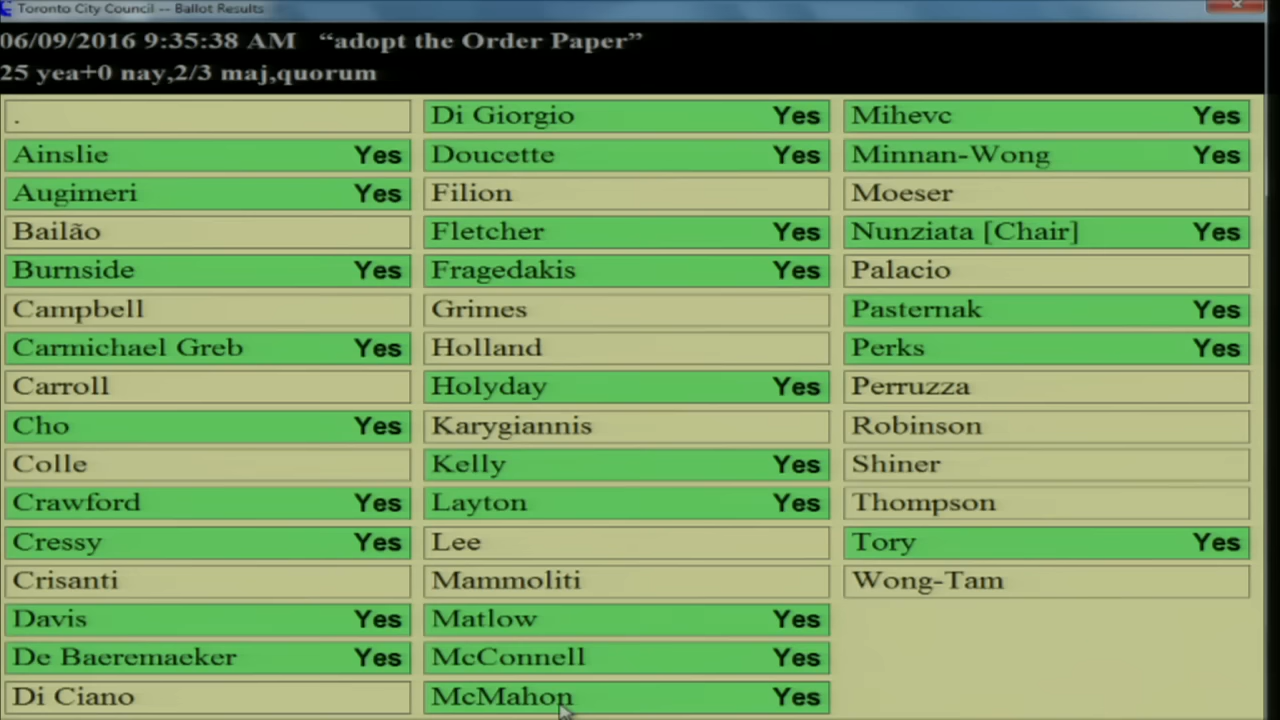 Toronto City Council -- Ballot Results
06/09/2016 9:35:38 AM “adopt the Order Paper”
25 yea+0 nay,2/3 maj,quorum
.
Ainslie Yes
Augimeri Yes
Bailão
Burnside Yes
Campbell
Carmichael Greb Yes
Carroll
Cho Yes
Colle
Crawford Yes
Cressy Yes
Crisanti
Davis Yes
De Baeremaeker Yes
Di Ciano
Di Giorgio Yes
Doucette Yes
Filion
Fletcher Yes
Fragedakis Yes
Grimes
Holland
Holyday Yes
Karygiannis
Kelly Yes
Layton Yes
Lee
Mammoliti
Matlow Yes
McConnell Yes
McMahon Yes
Mihevc Yes
Minnan-Wong Yes
Moeser
Nunziata [Chair] Yes
Palacio
Pasternak Yes
Perks Yes
Perruzza
Robinson
Shiner
Thompson
Tory Yes
Wong-Tam